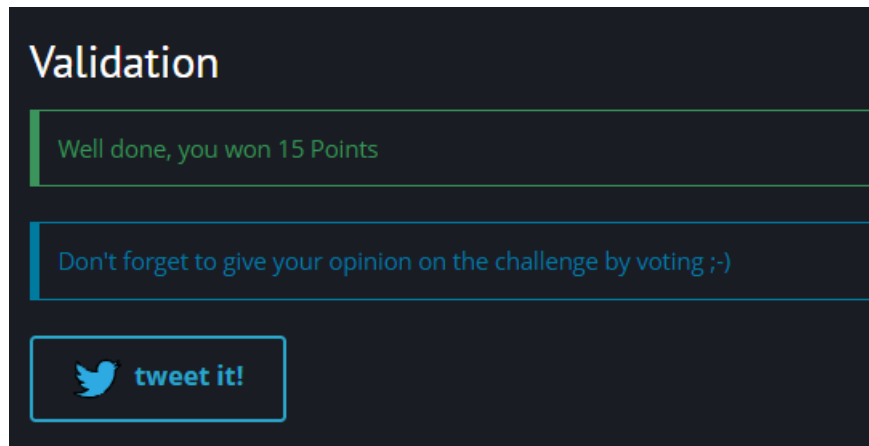 Validation
Well done, you won 15 Points
Don't forget to give your opinion on the challenge by voting ;-)
tweet it!